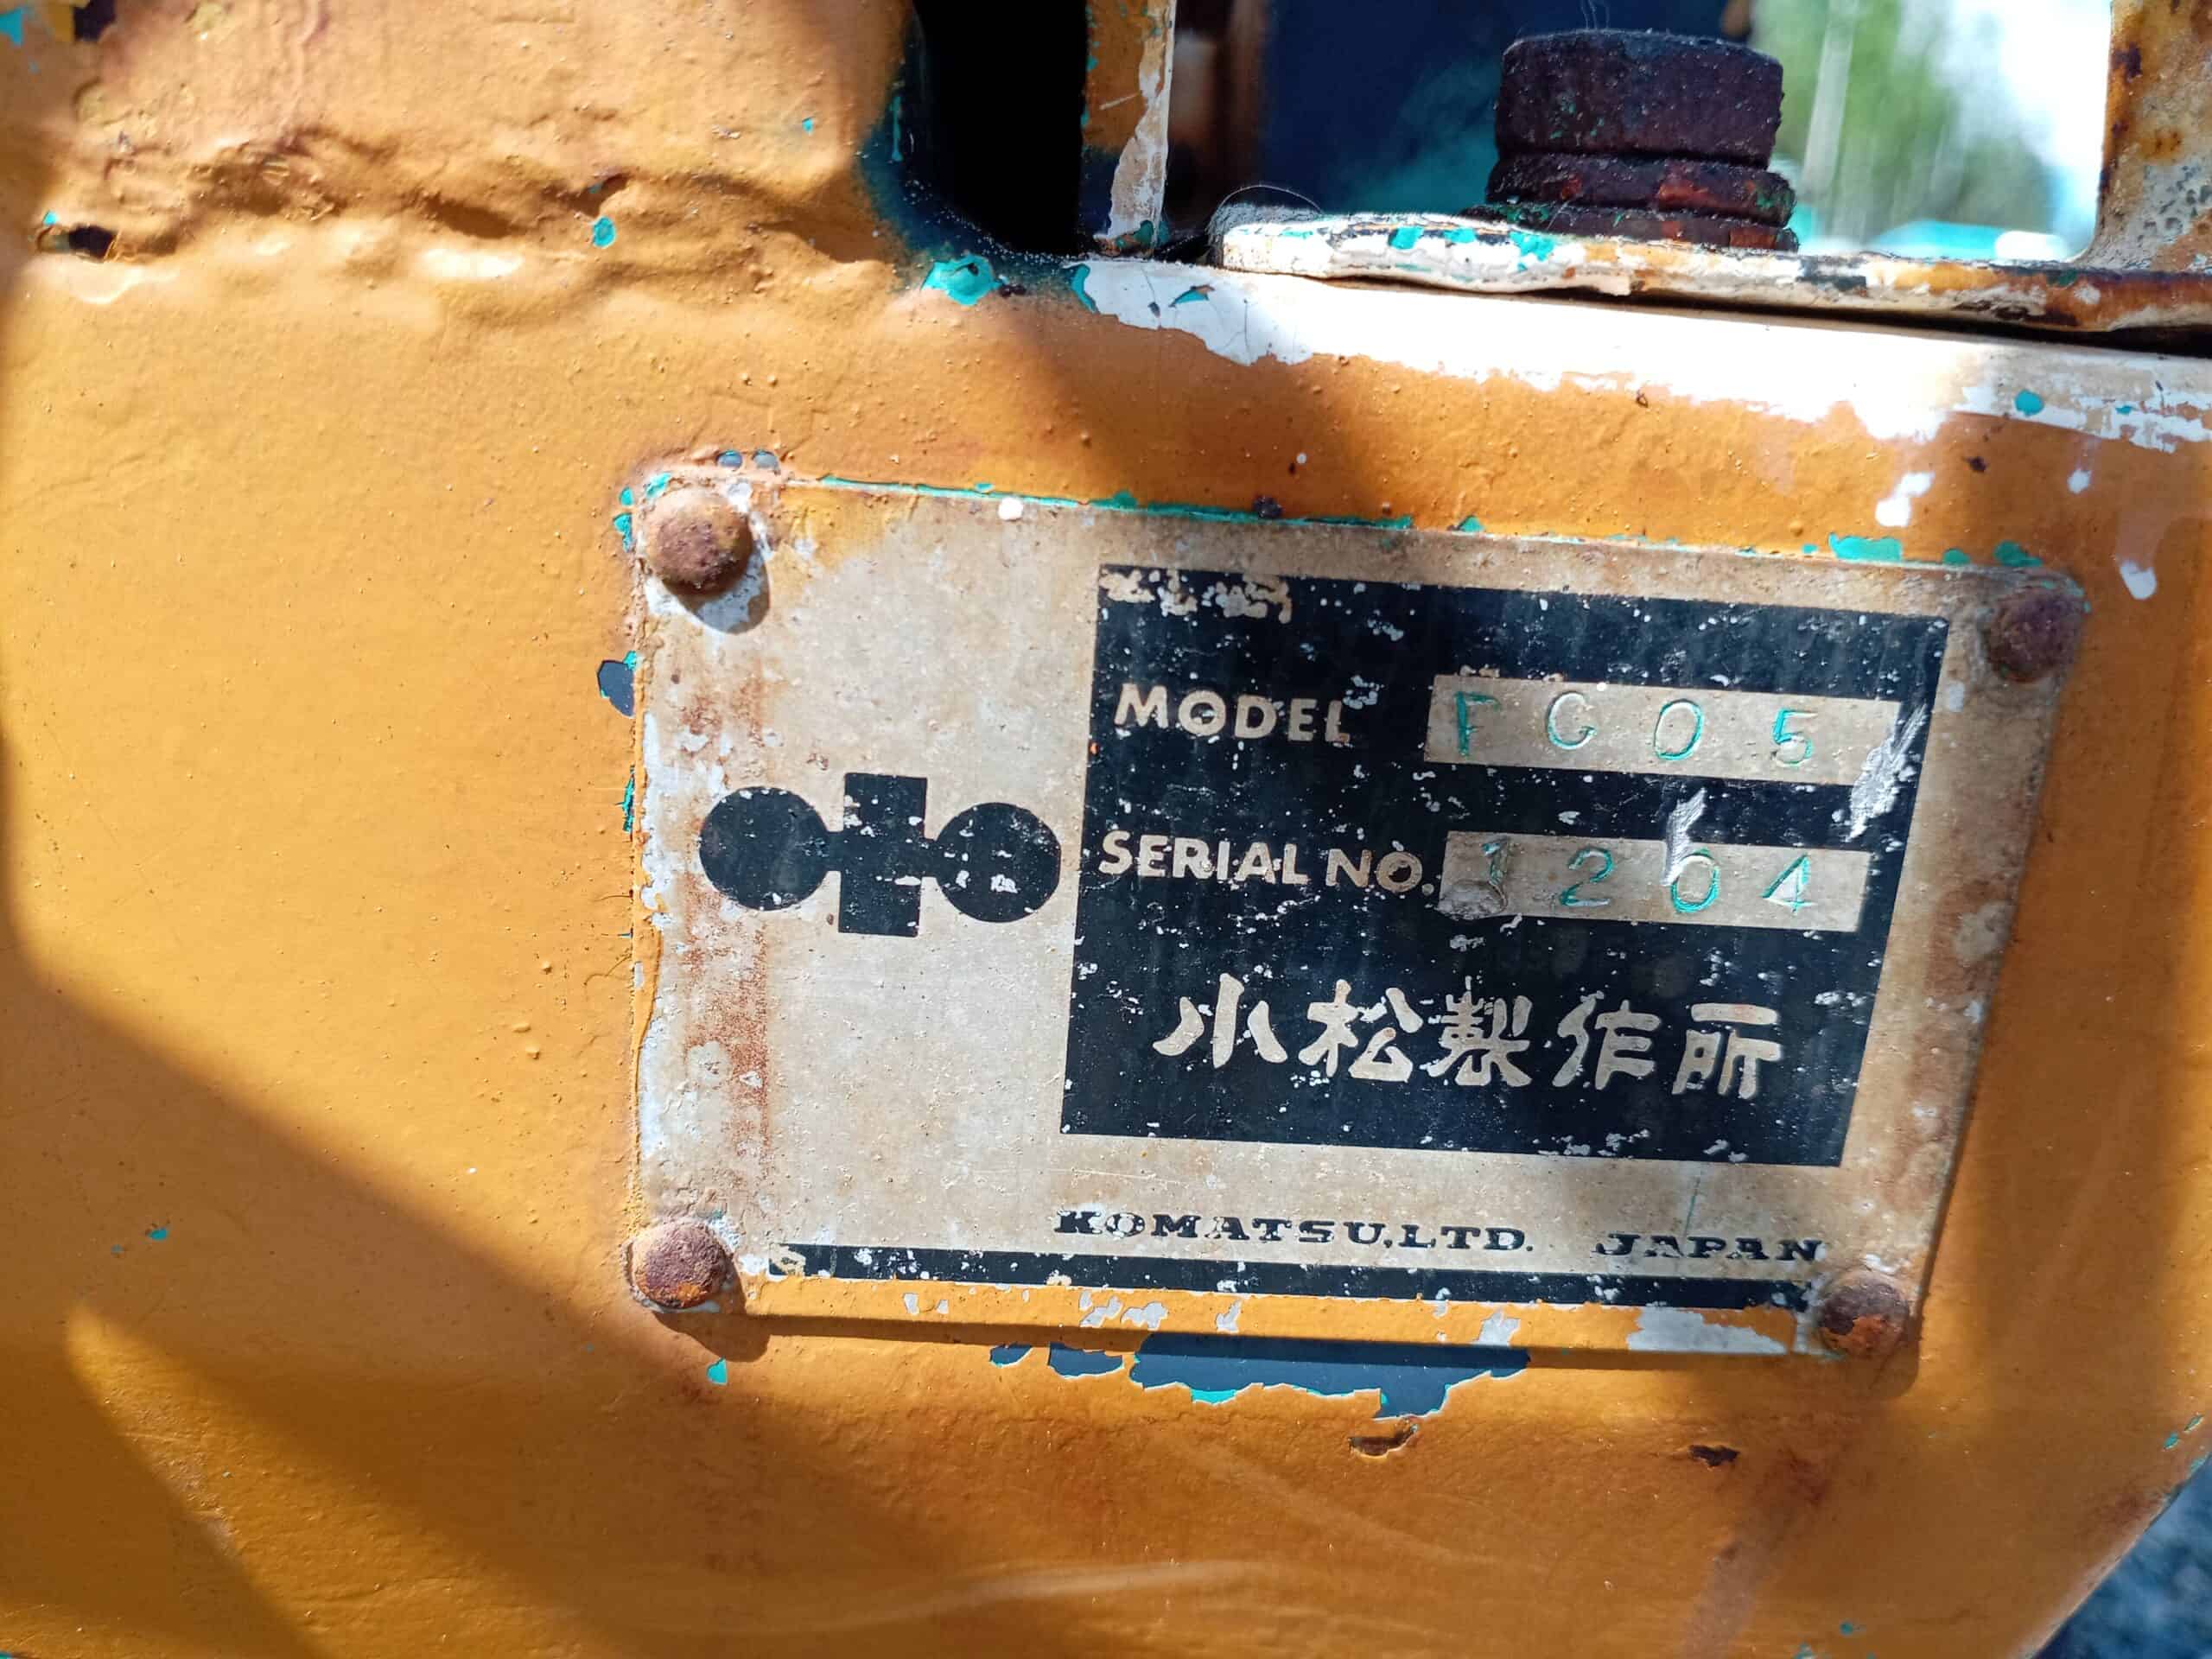 MODEL FG05
SERIAL NO. 1204
小松製作所
KOMATSU, LTD. JAPAN